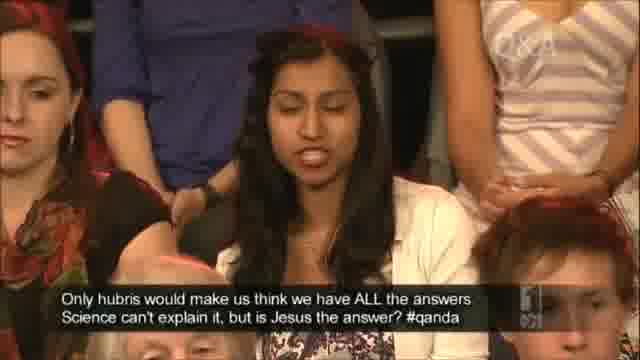 Q&A
Only hubris would make us think we have ALL the answers
Science can't explain it, but is Jesus the answer? #qanda
1